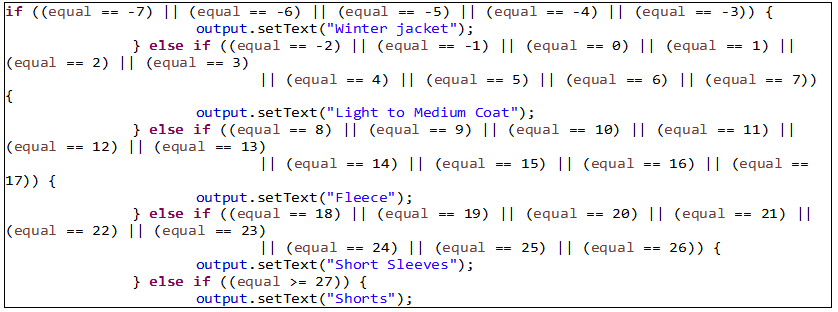 if ((equal == -7) || (equal == -6) || (equal == -5) || (equal == -4) || (equal == -3)) {
output.setText("Winter jacket");
} else if ((equal == -2) || (equal == -1) || (equal == 0) || (equal == 1) ||
(equal == 2) || (equal == 3)
|| (equal == 4) || (equal == 5) || (equal == 6) || (equal == 7))
{
output.setText("Light to Medium Coat");
} else if ((equal == 8) || (equal == 9) || (equal == 10) || (equal == 11) ||
(equal == 12) || (equal == 13)
|| (equal == 14) || (equal == 15) || (equal == 16) || (equal ==
17)) {
output.setText("Fleece");
} else if ((equal == 18) || (equal == 19) || (equal == 20) || (equal == 21) ||
(equal == 22) || (equal == 23)
|| (equal == 24) || (equal == 25) || (equal == 26)) {
output.setText("Short Sleeves");
} else if ((equal >= 27)) {
output.setText("Shorts");